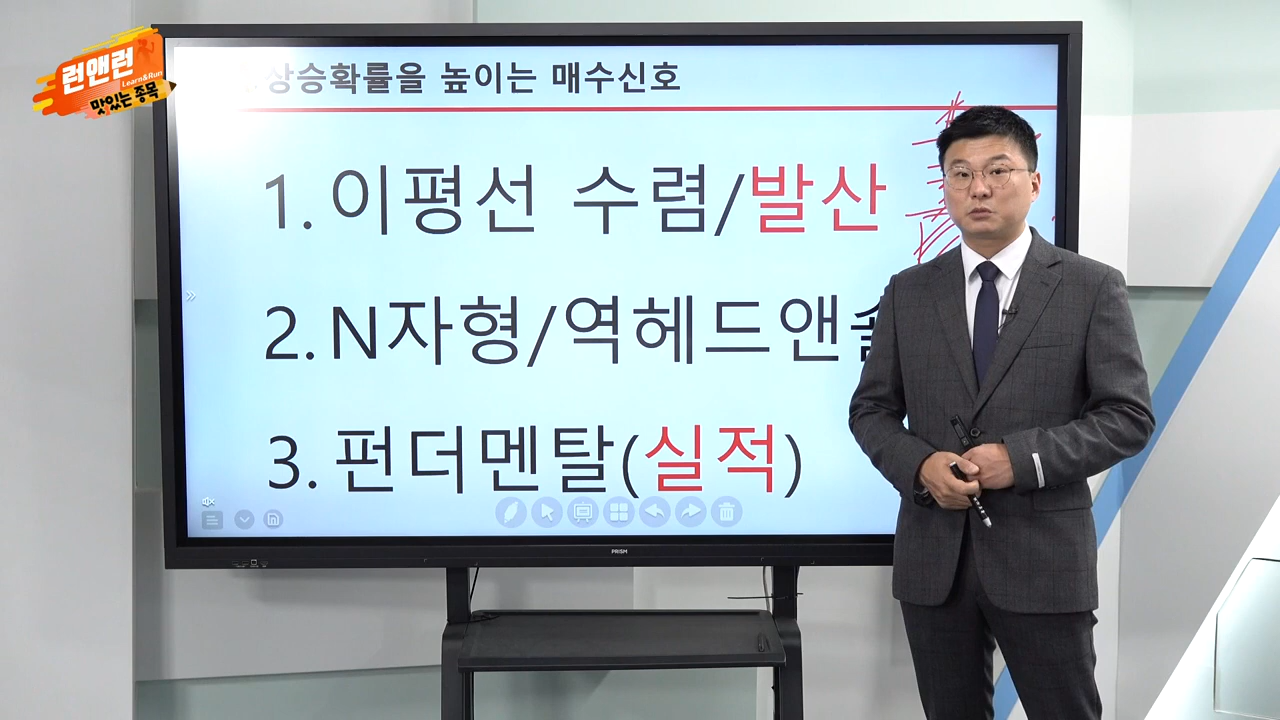 런앤런
Learn&Run
맛있는 종목
상승확률을 높이는 매수신호
1. 이평선 수렴/발산
2. N자형/역헤드앤숄
3. 펀더멘탈(실적)
PRISM